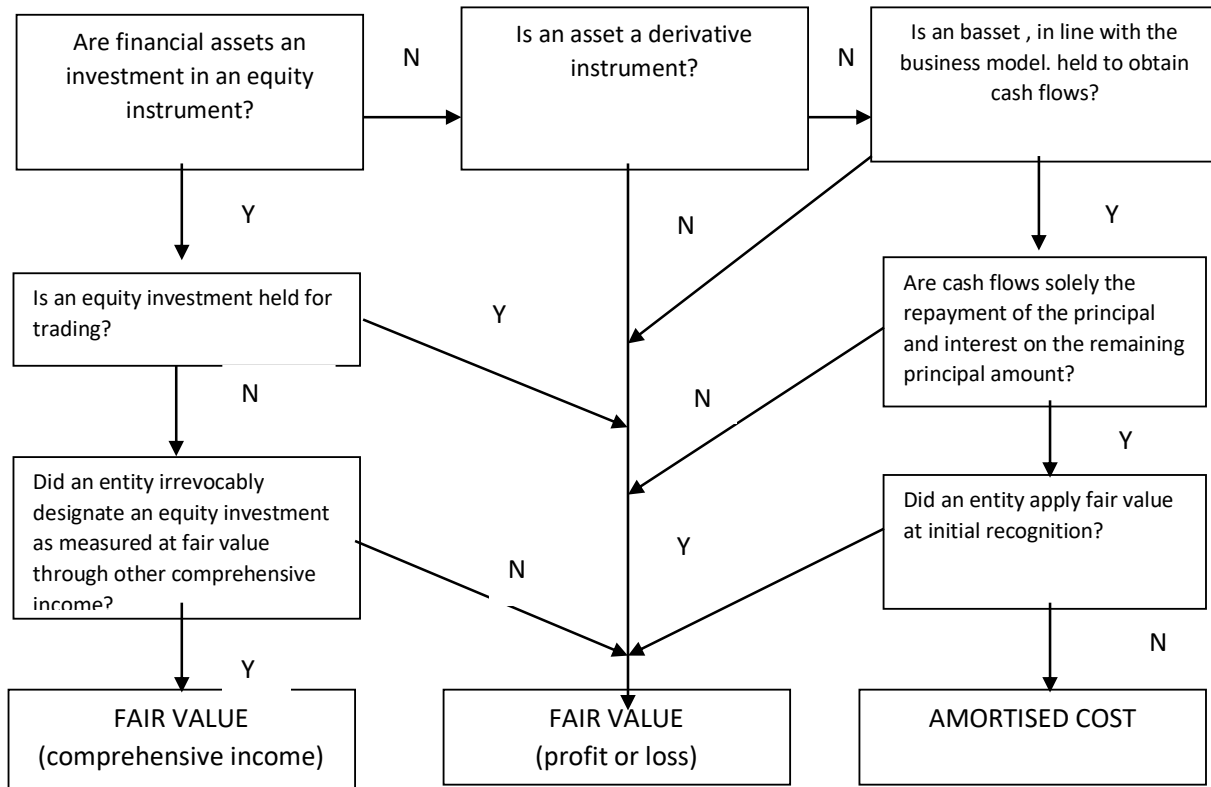 Are financial assets an
investment in an equity
instrument?
N
Is an asset a derivative
instrument?
N
Is an basset , in line with the
business model. held to obtain
cash flows?
Y
N
Y
Is an equity investment held for
trading?
Y
Are cash flows solely the
repayment of the principal
and interest on the remaining
principal amount?
N
N
Y
Did an entity irrevocably
designate an equity investment
as measured at fair value
through other comprehensive
income?
N
Y
Did an entity apply fair value
at initial recognition?
Y
N
FAIR VALUE
(comprehensive income)
FAIR VALUE
(profit or loss)
AMORTISED COST